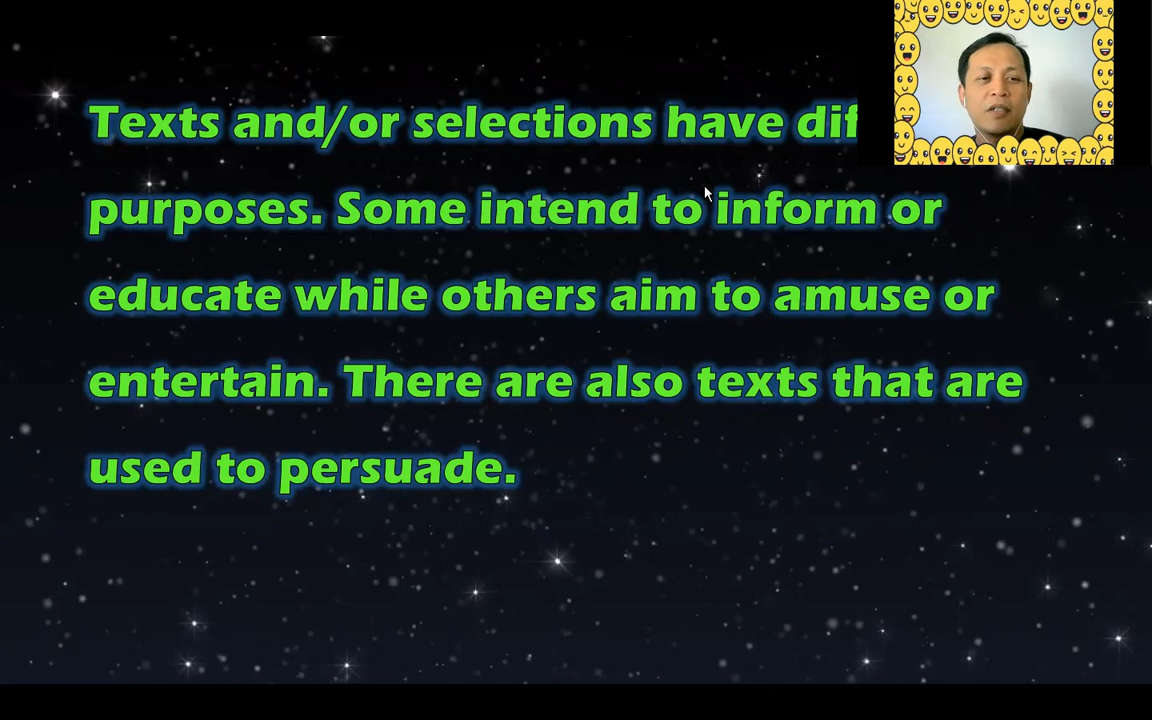 Texts and/or selections have dif
purposes. Some intend to inform or
educate while others aim to amuse or
entertain. There are also texts that are
used to persuade.